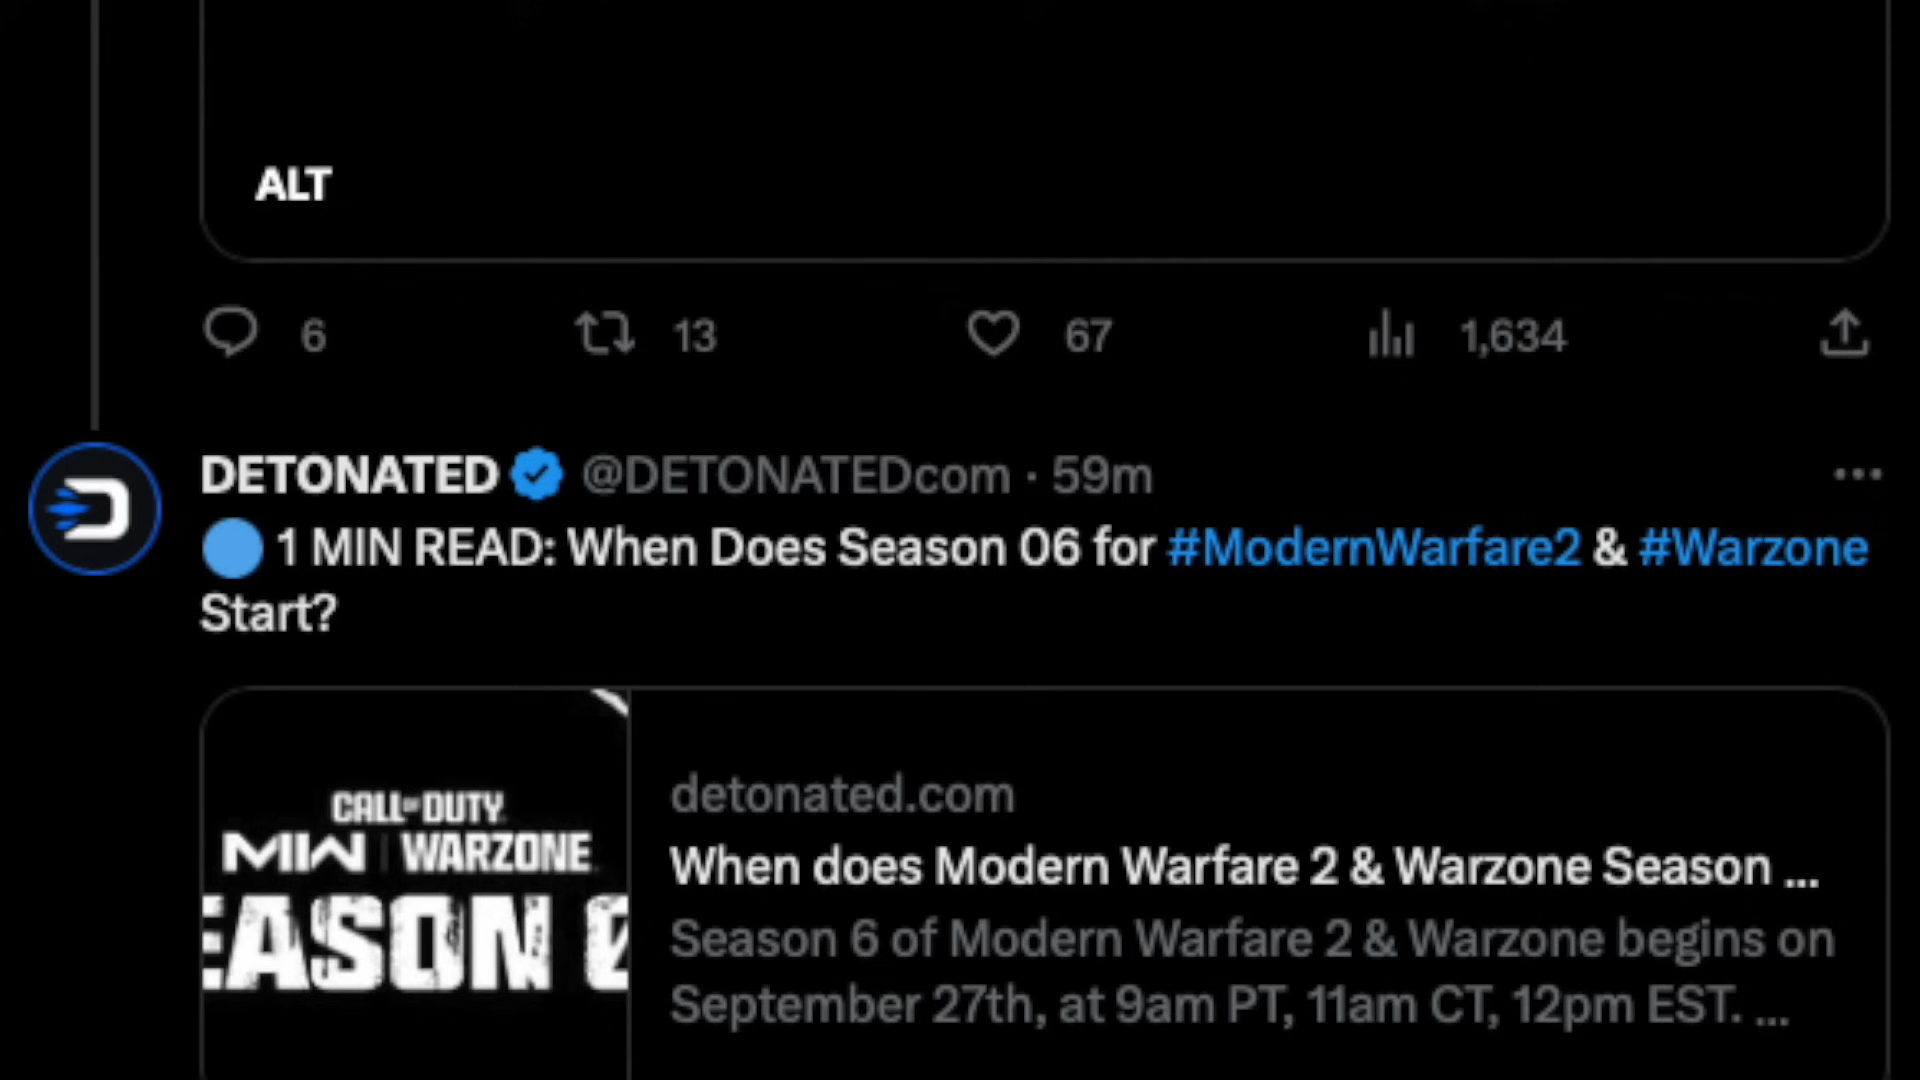 ALT
6 13 67 1,634
DETONATED @DETONATEDcom · 59m
1 MIN READ: When Does Season 06 for #ModernWarfare2 & #Warzone
Start?
CALL OF DUTY
MW | WARZONE
EASON 0
detonated.com
When does Modern Warfare 2 & Warzone Season ...
Season 6 of Modern Warfare 2 & Warzone begins on
September 27th, at 9am PT, 11am CT, 12pm EST. ...